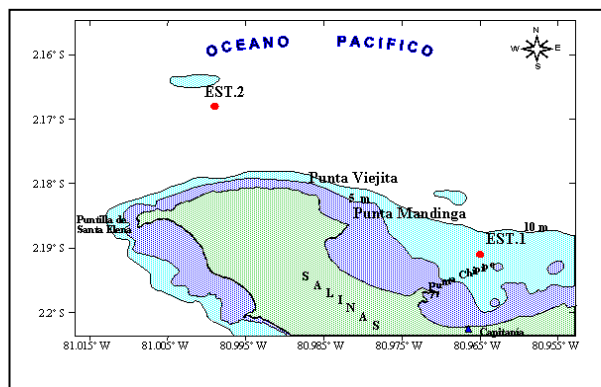 OCEANO PACIFICO
N
W E
S
2.16° S
2.17° S
2.18° S
2.19° S
2.2° S
EST.2
Punta Viejita
5 m
Punta Mandinga
Puntilla de
Santa Elena
10 m
EST.1
Punta Chipipe
SALINAS
Capitanía
81.015° W 81.005° W 80.995° W 80.985° W 80.975° W 80.965° W 80.955° W